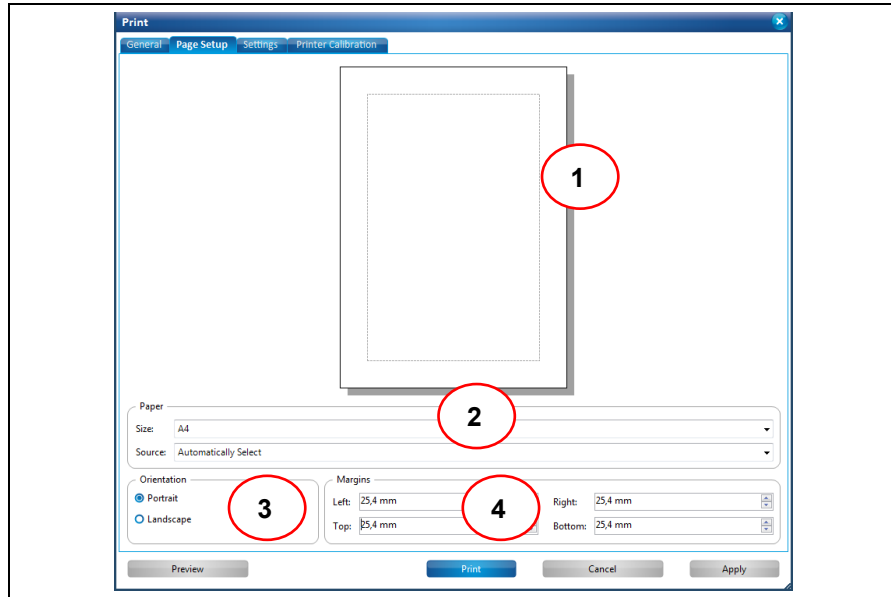 Print
General Page Setup Settings Printer Calibration
1
2
Paper
Size: A4
Source: Automatically Select
Orientation
Portrait
Landscape
3
Margins
Left: 25,4 mm
Right: 25,4 mm
4
Top: 25,4 mm
Bottom: 25,4 mm
Preview Print Cancel Apply